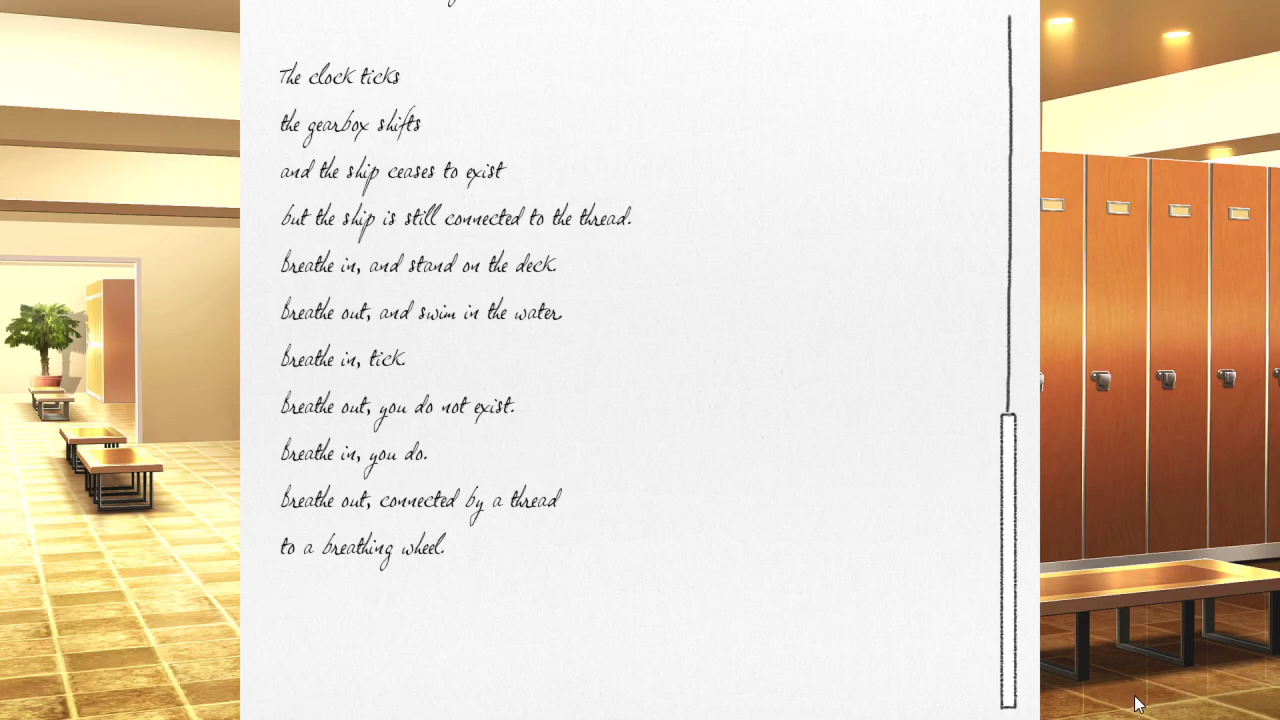 The clock ticks
the gearbox shifts
and the ship ceases to exist
but the ship is still connected to the thread.
Breathe in, and stand on the deck.
Breathe out, and swim in the water.
Breathe in, tick.
Breathe out, you do not exist.
Breathe in, you do.
Breathe out, connected by a thread
to a breathing wheel.